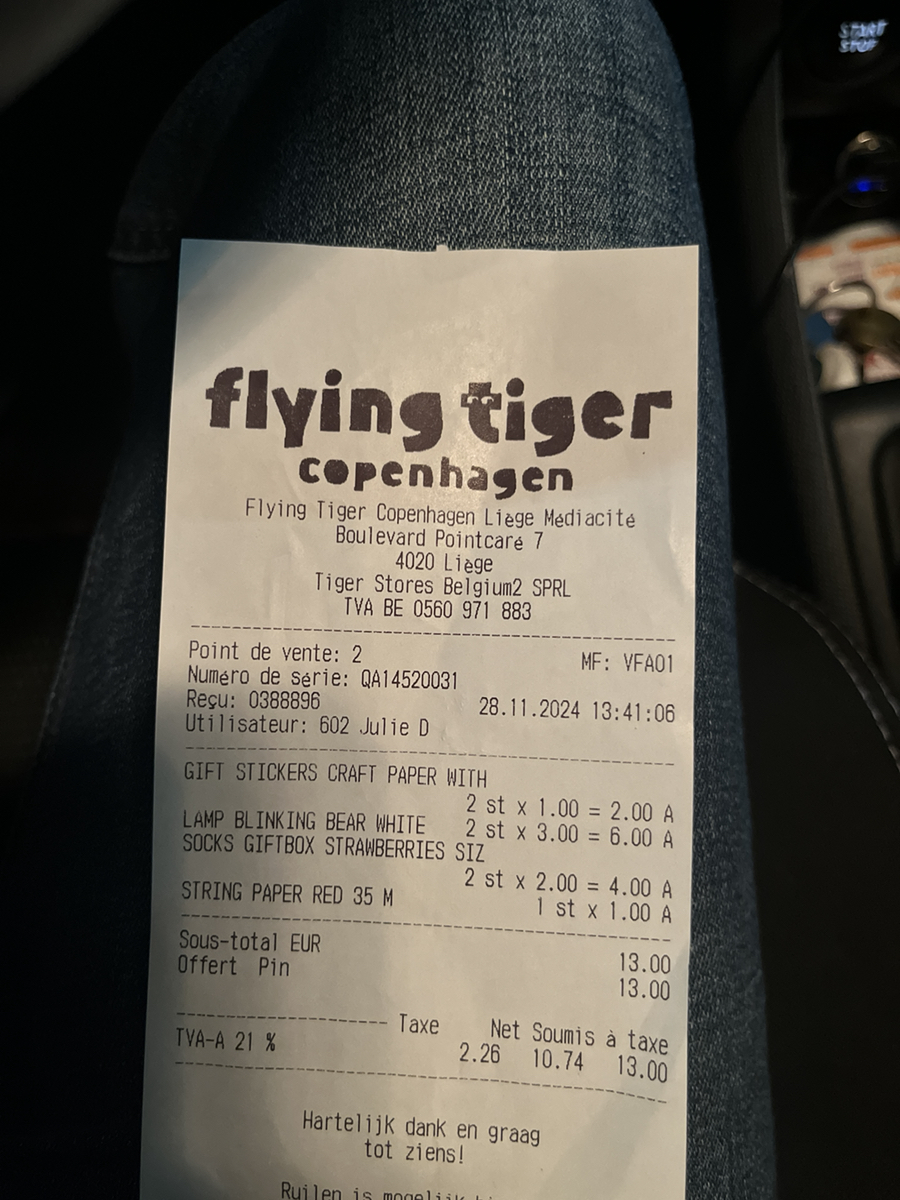 START
STOP
flying tiger
copenhagen
Flying Tiger Copenhagen Liège Médiacité
Boulevard Pointcaré 7
4020 Liège
Tiger Stores Belgium2 SPRL
TVA BE 0560 971 883
Point de vente: 2 MF: VFA01
Numéro de série: QA14520031
Reçu: 0388896 28.11.2024 13:41:06
Utilisateur: 602 Julie D
GIFT STICKERS CRAFT PAPER WITH
2 st x 1.00 = 2.00 A
LAMP BLINKING BEAR WHITE 2 st x 3.00 = 6.00 A
SOCKS GIFTBOX STRAWBERRIES SIZ
2 st x 2.00 = 4.00 A
STRING PAPER RED 35 M 1 st x 1.00 A
Sous-total EUR 13.00
Offert Pin 13.00
Taxe Net Soumis à taxe
TVA-A 21 % 2.26 10.74 13.00
Hartelijk dank en graag
tot ziens!
Ruilen is mogelijk